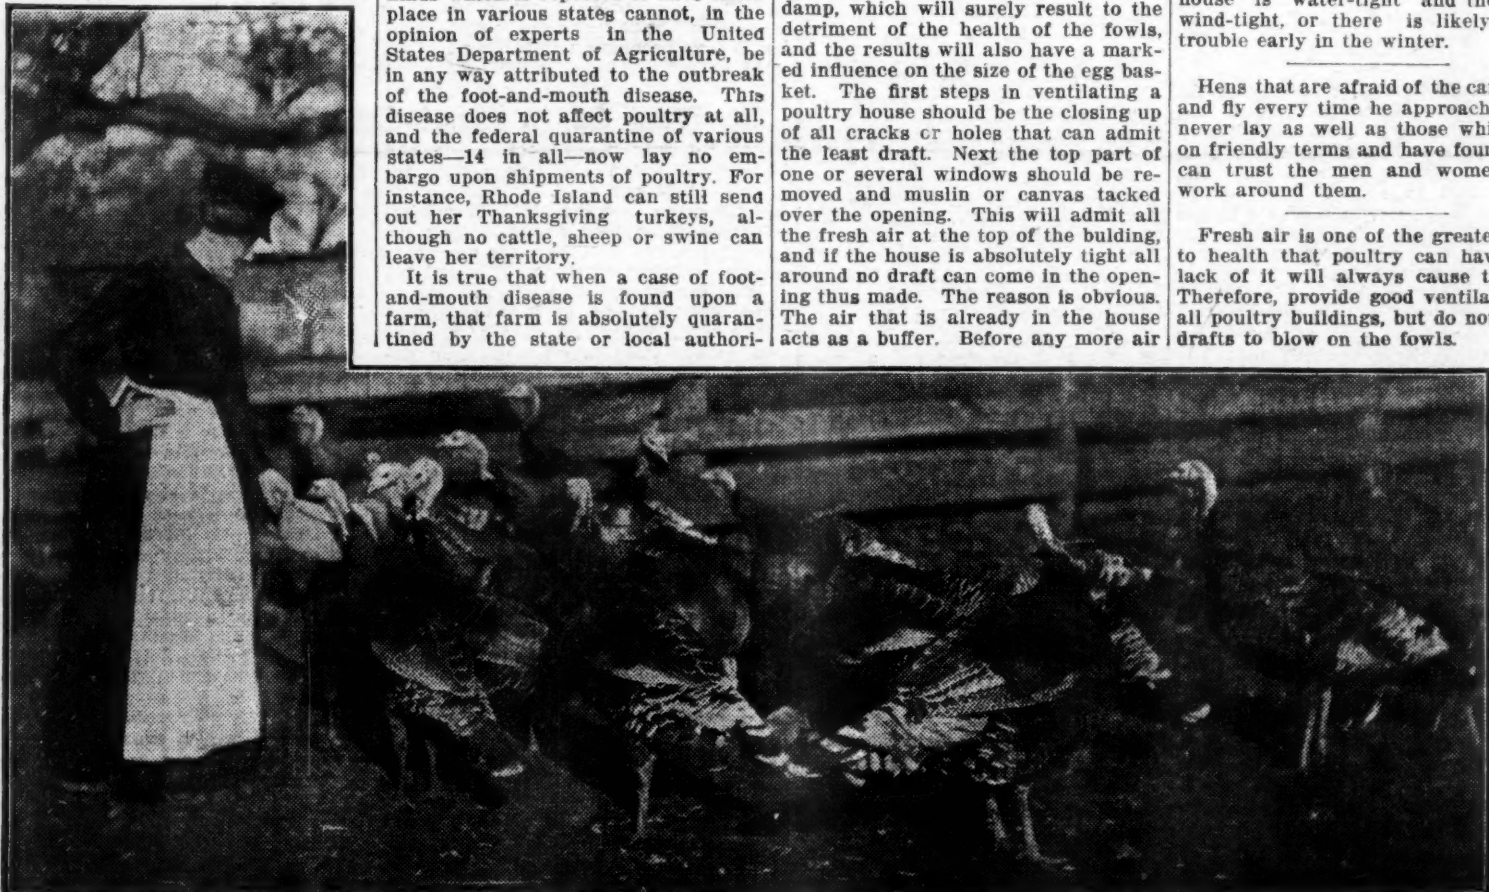 place in various states cannot, in the
opinion of experts in the United
States Department of Agriculture, be
in any way attributed to the outbreak
of the foot-and-mouth disease. This
disease does not affect poultry at all,
and the federal quarantine of various
states—14 in all—now lay no em-
bargo upon shipments of poultry. For
instance, Rhode Island can still send
out her Thanksgiving turkeys, al-
though no cattle, sheep or swine can
leave her territory.
It is true that when a case of foot-
and-mouth disease is found upon a
farm, that farm is absolutely quaran-
tined by the state or local authori-
damp, which will surely result to the
detriment of the health of the fowls,
and the results will also have a mark-
ed influence on the size of the egg bas-
ket. The first steps in ventilating a
poultry house should be the closing up
of all cracks or holes that can admit
the least draft. Next the top part of
one or several windows should be re-
moved and muslin or canvas tacked
over the opening. This will admit all
the fresh air at the top of the bulding,
and if the house is absolutely tight all
around no draft can come in the open-
ing thus made. The reason is obvious.
The air that is already in the house
acts as a buffer. Before any more air
house is water-tight and
wind-tight, or there is likely
trouble early in the winter.
Hens that are afraid of the
and fly every time he
never lay as well as those
on friendly terms and have
can trust the men and
work around them.
Fresh air is one of the
to health that poultry can
lack of it will always cause
Therefore, provide good
all poultry buildings, but do
drafts to blow on the fowls.